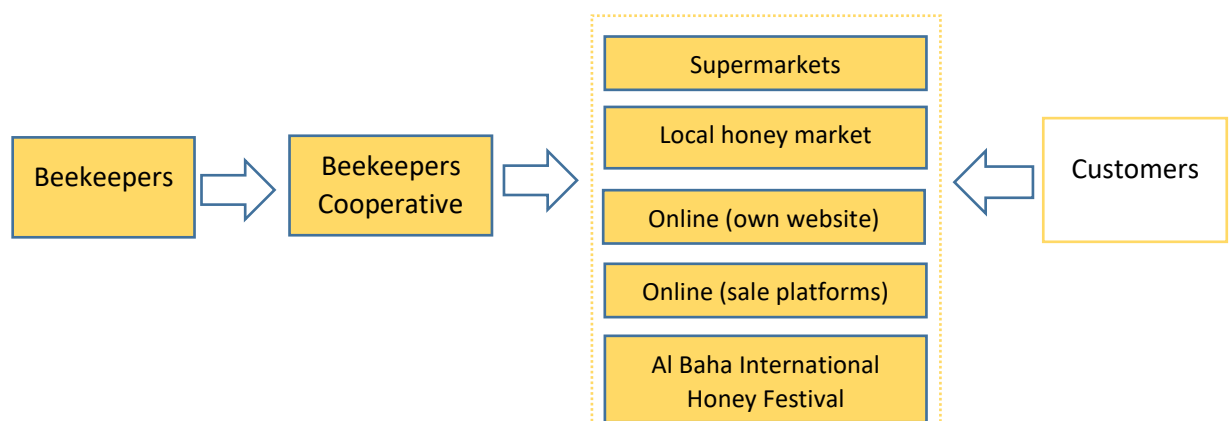 Beekeepers
Beekeepers
Cooperative
Supermarkets
Local honey market
Online (own website)
Online (sale platforms)
Al Baha International
Honey Festival
Customers